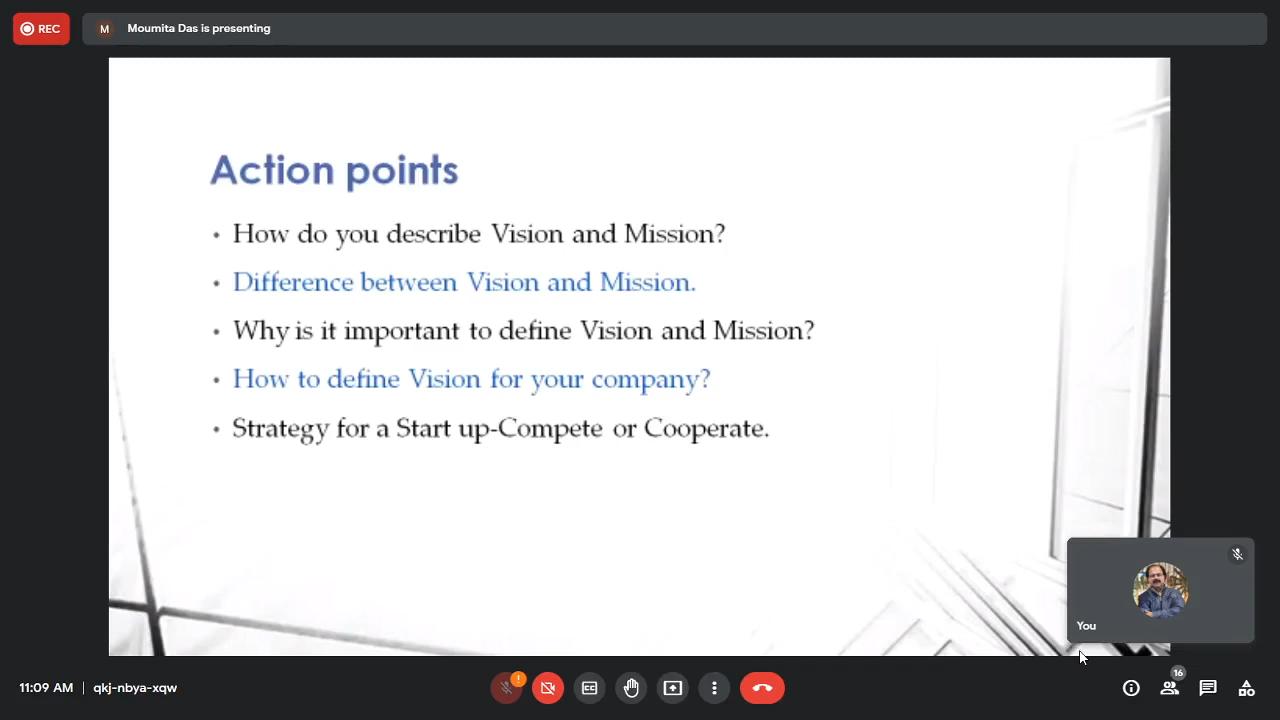 REC
M
Moumita Das is presenting
Action points
• How do you describe Vision and Mission?
• Difference between Vision and Mission.
• Why is it important to define Vision and Mission?
• How to define Vision for your company?
• Strategy for a Start up-Compete or Cooperate.
You
11:09 AM | qkj-nbya-xqw
!
CC
16